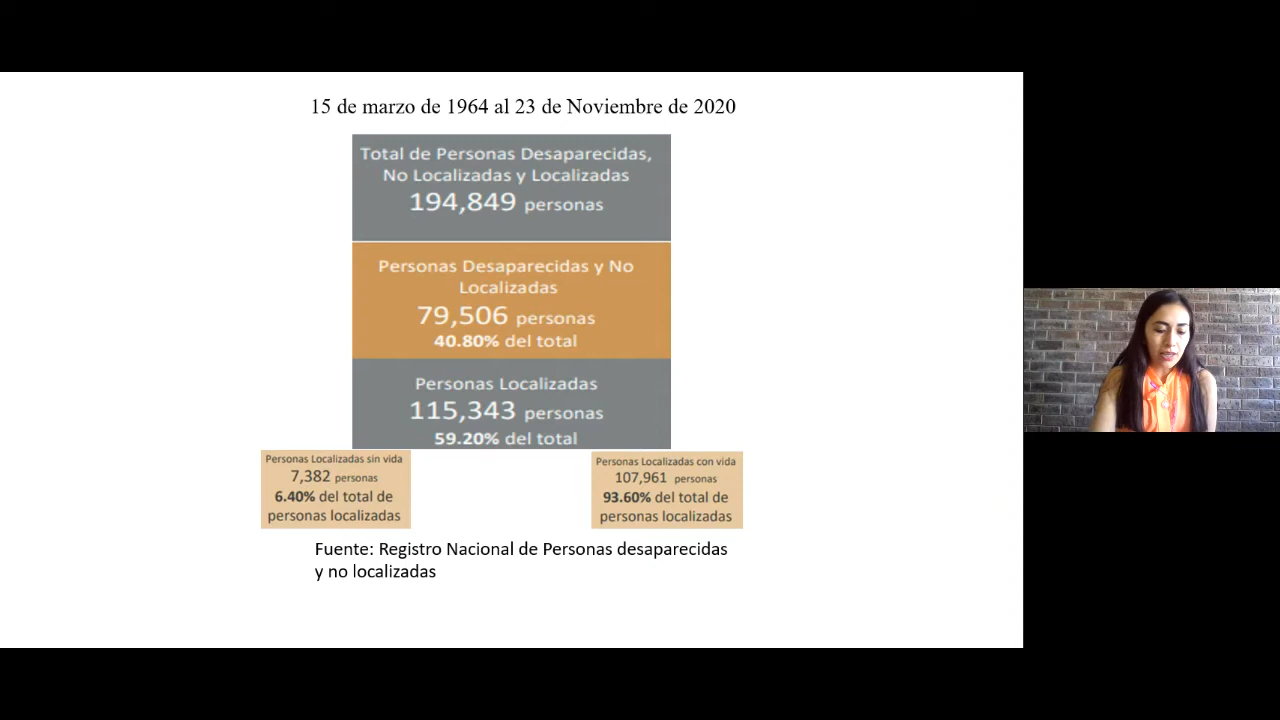 15 de marzo de 1964 al 23 de Noviembre de 2020
Total de Personas Desaparecidas,
No Localizadas y Localizadas
194,849 personas
Personas Desaparecidas y No
Localizadas
79,506 personas
40.80% del total
Personas Localizadas
115,343 personas
59.20% del total
Personas Localizadas sin vida
7,382 personas
6.40% del total de
personas localizadas
Personas Localizadas con vida
107,961 personas
93.60% del total de
personas localizadas
Fuente: Registro Nacional de Personas desaparecidas
y no localizadas